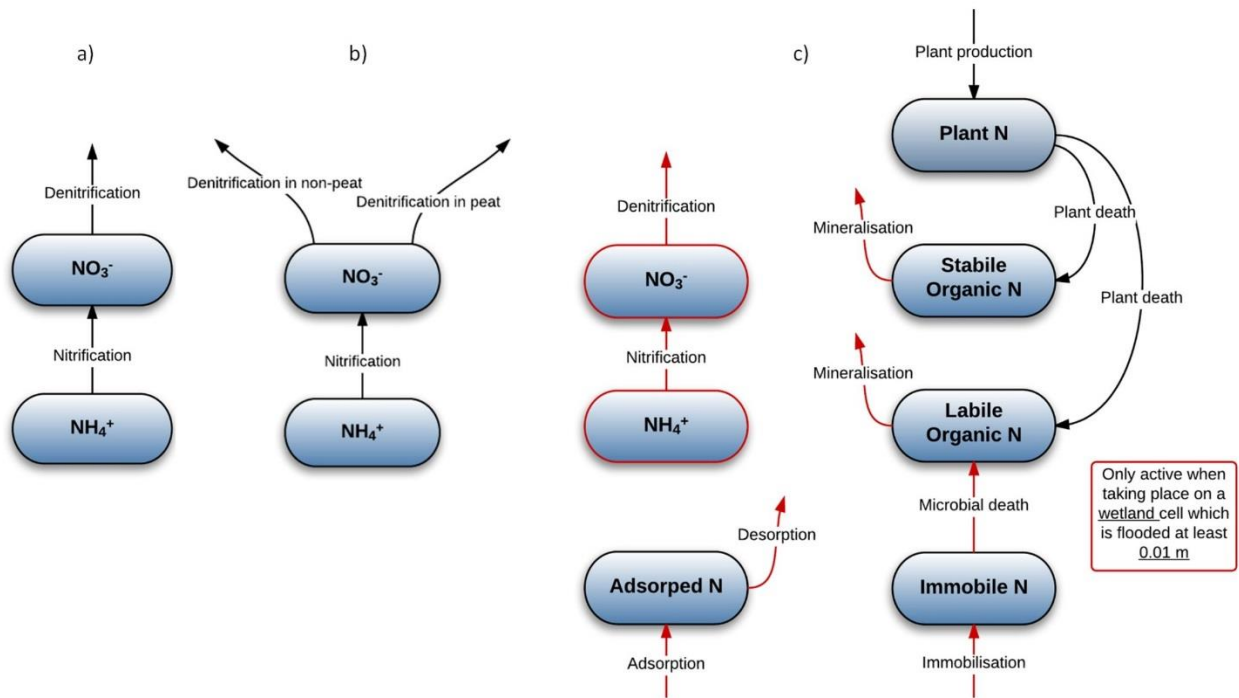 a)
Denitrification
NO₃⁻
Nitrification
NH₄⁺
b)
Denitrification in non-peat
Denitrification in peat
NO₃⁻
Nitrification
NH₄⁺
c)
Denitrification
NO₃⁻
Nitrification
NH₄⁺
Desorption
Adsorped N
Adsorption
Plant production
Plant N
Plant death
Plant death
Mineralisation
Stabile
Organic N
Mineralisation
Labile
Organic N
Microbial death
Immobile N
Immobilisation
Only active when
taking place on a
wetland cell which
is flooded at least
0.01 m